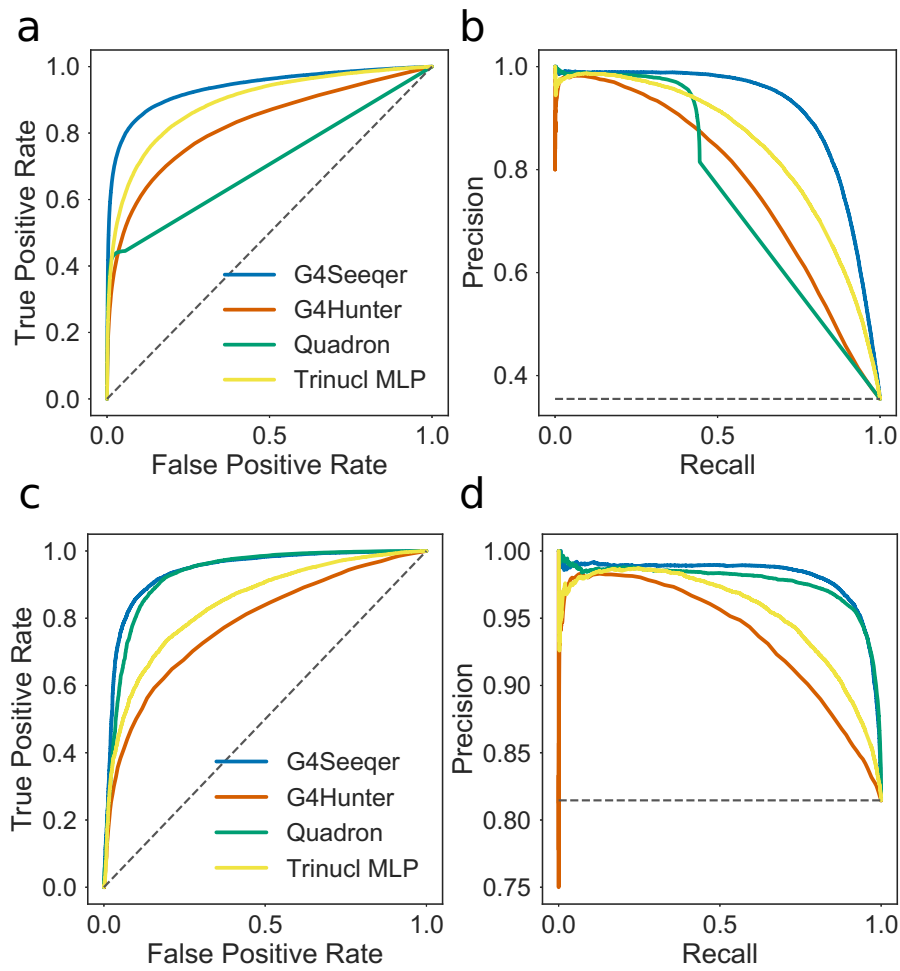 a
1.0
0.8
0.6
0.4
0.2
0.0
True Positive Rate
G4Seeqer
G4Hunter
Quadron
Trinucl MLP
0.0 0.5 1.0
False Positive Rate
b
1.0
0.8
0.6
0.4
Precision
0.0 0.5 1.0
Recall
c
1.0
0.8
0.6
0.4
0.2
0.0
True Positive Rate
G4Seeqer
G4Hunter
Quadron
Trinucl MLP
0.0 0.5 1.0
False Positive Rate
d
1.00
0.95
0.90
0.85
0.80
0.75
Precision
0.0 0.5 1.0
Recall